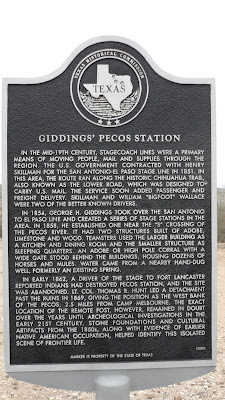 TEXAS HISTORICAL COMMISSION
TEXAS
GIDDINGS' PECOS STATION
IN THE MID-19TH CENTURY, STAGECOACH LINES WERE A PRIMARY
MEANS OF MOVING PEOPLE, MAIL AND SUPPLIES THROUGH THE
REGION. THE U.S. GOVERNMENT CONTRACTED WITH HENRY
SKILLMAN FOR THE SAN ANTONIO-EL PASO STAGE LINE IN 1851. IN
THIS AREA, THE ROUTE RAN ALONG THE HISTORIC CHIHUAHUA TRAIL,
ALSO KNOWN AS THE LOWER ROAD, WHICH WAS DESIGNED TO
CARRY U.S. MAIL. THE SERVICE SOON ADDED PASSENGER AND
FREIGHT DELIVERY. SKILLMAN AND WILLIAM "BIGFOOT" WALLACE
WERE TWO OF THE BETTER KNOWN DRIVERS.
IN 1854, GEORGE H. GIDDINGS TOOK OVER THE SAN ANTONIO
TO EL PASO UNIT AND CREATED A SERIES OF STAGE STATIONS IN THE
AREA. IN 1858, HE ESTABLISHED ONE NEAR THE "S" CROSSING OF
THE PECOS RIVER. IT HAD TWO STRUCTURES BUILT OF ADOBE,
LIMESTONE AND WOOD. TEAMSTERS USED THE LARGER BUILDING AS
A KITCHEN AND DINING ROOM AND THE SMALLER STRUCTURE AS
SLEEPING QUARTERS. AN ADOBE OR HIGH POLE CORRAL WITH A
WIDE GATE STOOD BEHIND THE BUILDINGS, HOUSING DOZENS OF
HORSES AND MULES. WATER CAME FROM A NEARBY HAND-DUG
WELL, FORMERLY AN EXISTING SPRING.
IN EARLY 1862, A DRIVER OF THE STAGE TO FORT LANCASTER
REPORTED INDIANS HAD DESTROYED PECOS STATION, AND THE SITE
WAS ABANDONED. LT. COL. THOMAS B. HUNT LED A DETACHMENT
PAST THE RUINS IN 1869, GIVING THE POSITION AS THE WEST BANK
OF THE PECOS, 2.5 MILES FROM CAMP MELBOURNE. THE EXACT
LOCATION OF THE REMOTE POST, HOWEVER, REMAINED IN DOUBT
OVER THE YEARS UNTIL ARCHEOLOGICAL INVESTIGATIONS IN THE
EARLY 21ST CENTURY. STONE FOUNDATIONS AND CULTURAL
ARTIFACTS FROM THE 1850s, ALONG WITH EVIDENCE OF EARLIER
NATIVE AMERICAN OCCUPATION, HELPED IDENTIFY THIS ISOLATED
SCENE OF FRONTIER LIFE.
MARKER IS PROPERTY OF THE STATE OF TEXAS